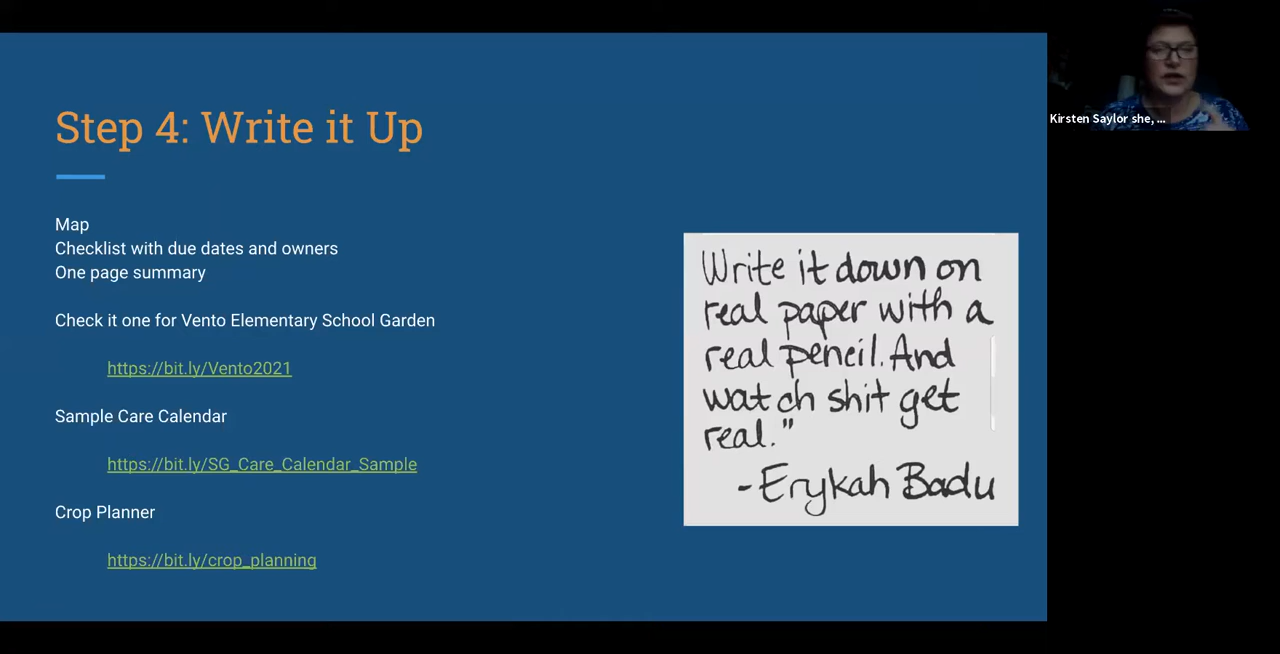 Step 4: Write it Up
Map
Checklist with due dates and owners
One page summary
Check it one for Vento Elementary School Garden
https://bit.ly/Vento2021
Sample Care Calendar
https://bit.ly/SG_Care_Calendar_Sample
Crop Planner
https://bit.ly/crop_planning
Write it down on
real paper with a
real pencil. And
watch shit get
real."
- Erykah Badu
Kirsten Saylor she, ...